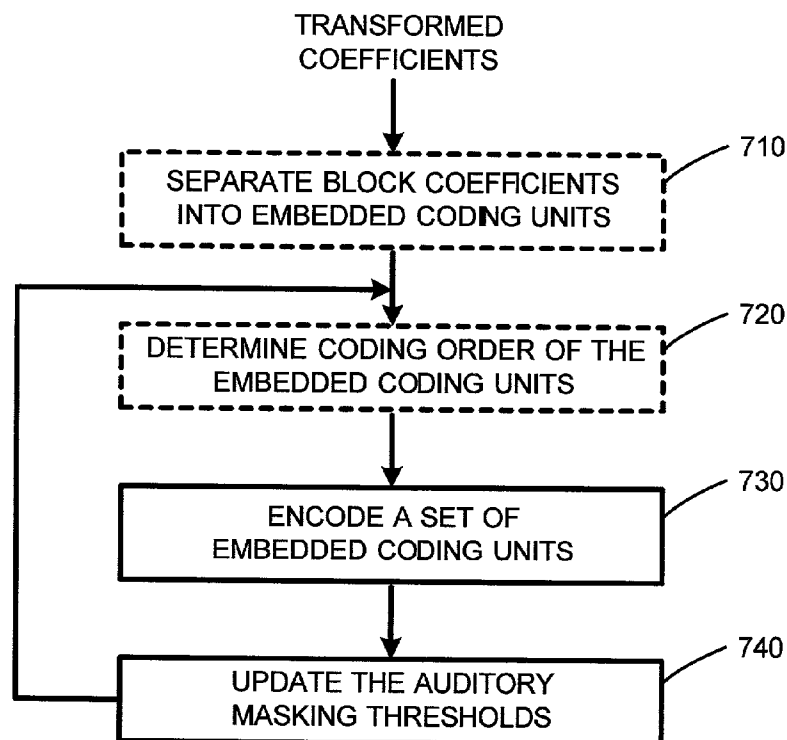 TRANSFORMED
COEFFICIENTS
710
SEPARATE BLOCK COEFFICIENTS
INTO EMBEDDED CODING UNITS
720
DETERMINE CODING ORDER OF THE
EMBEDDED CODING UNITS
730
ENCODE A SET OF
EMBEDDED CODING UNITS
740
UPDATE THE AUDITORY
MASKING THRESHOLDS